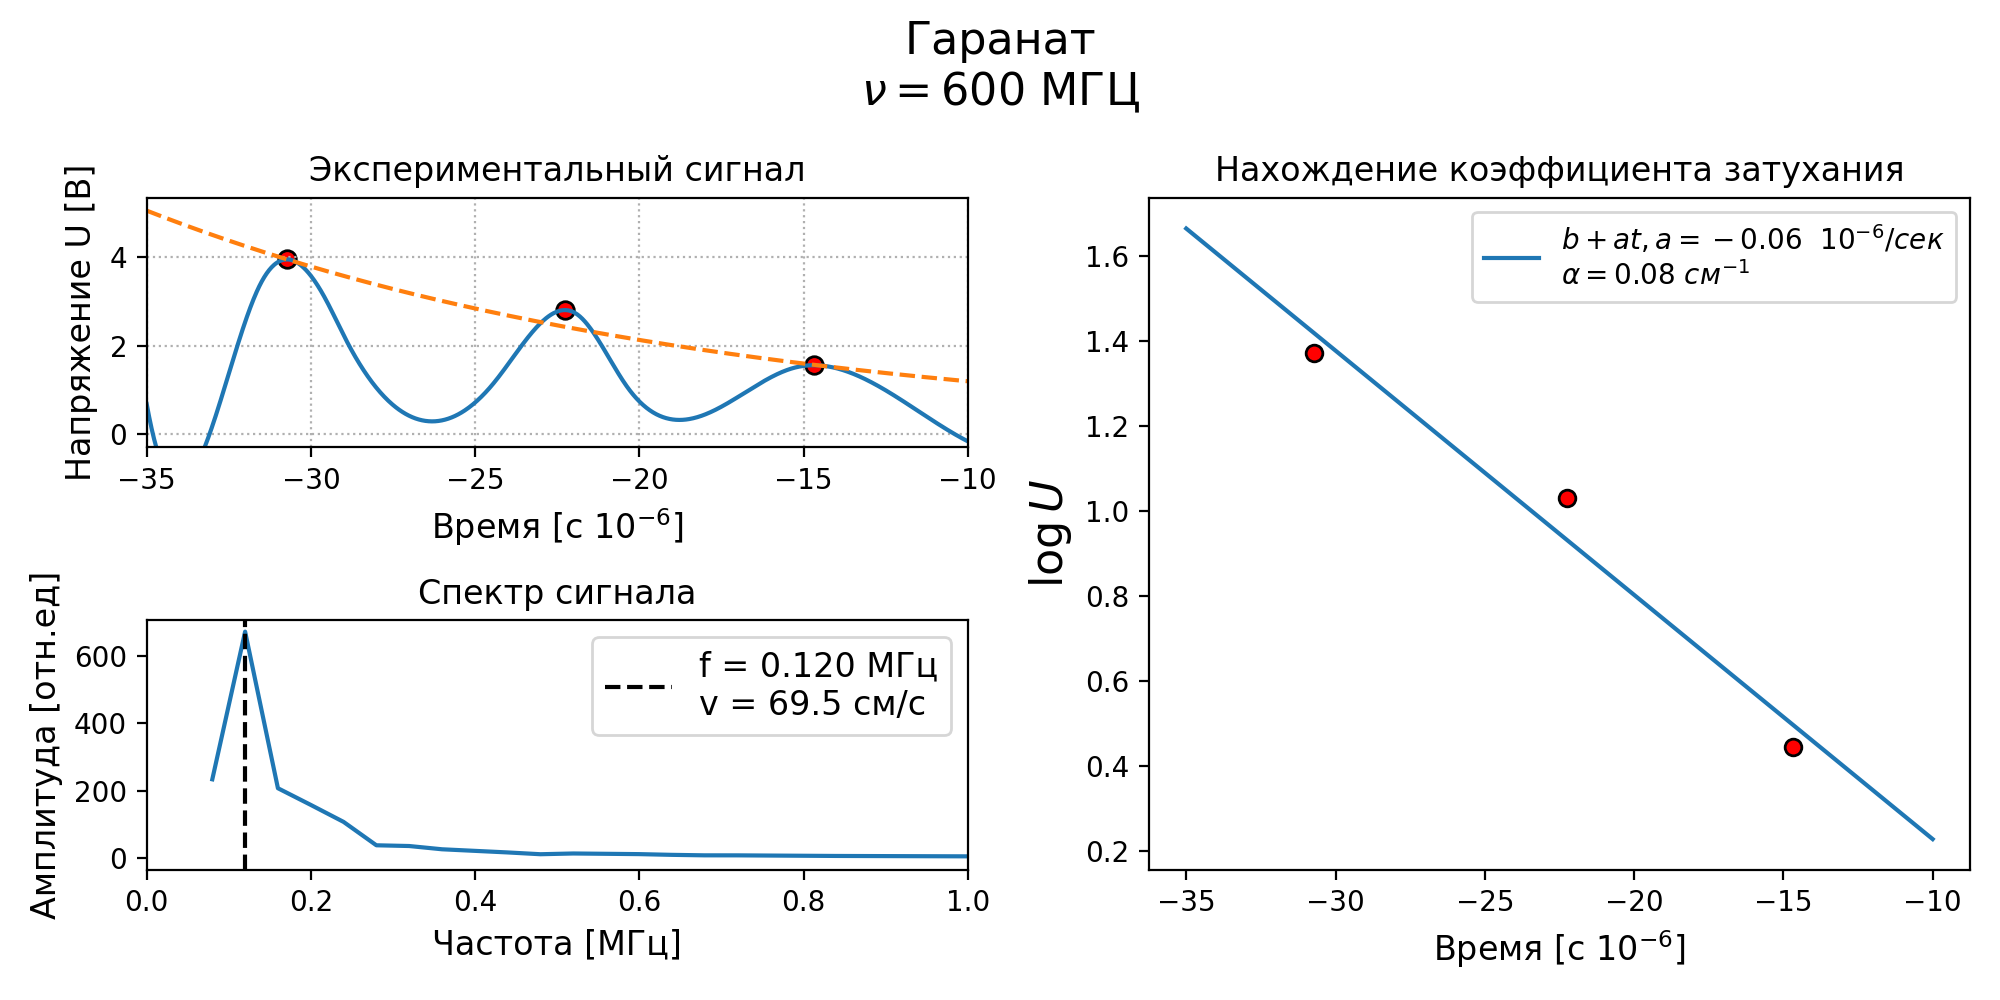 Гаранат
ν = 600 МГЦ
Экспериментальный сигнал
Напряжение U [В]
4
2
0
−35 −30 −25 −20 −15 −10
Время [с 10⁻⁶]
Спектр сигнала
Амплитуда [отн.ед]
600
400
200
0
f = 0.120 МГц
v = 69.5 см/с
0.0 0.2 0.4 0.6 0.8 1.0
Частота [МГц]
Нахождение коэффициента затухания
log U
1.6
1.4
1.2
1.0
0.8
0.6
0.4
0.2
b + at, a = −0.06 10⁻⁶/сек
α = 0.08 см⁻¹
−35 −30 −25 −20 −15 −10
Время [с 10⁻⁶]